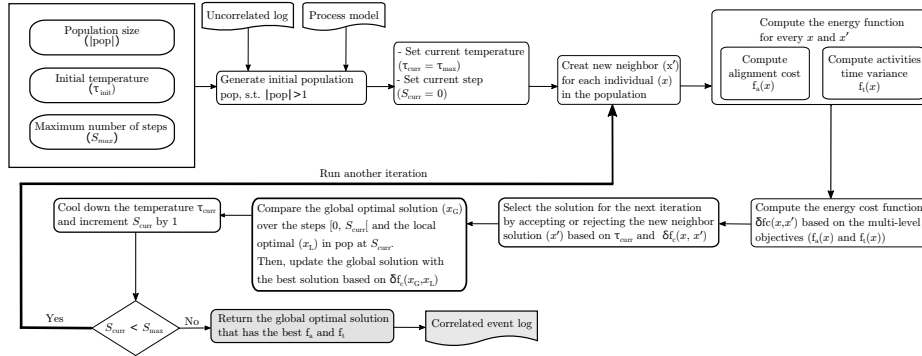 Population size
(|pop|)
Initial temperature
(τinit)
Maximum number of steps
(Smax)
Uncorrelated log
Process model
Generate initial population
pop, s.t. |pop|>1
- Set current temperature
(τcurr = τmax)
- Set current step
(Scurr = 0)
Creat new neighbor (x′)
for each individual (x)
in the population
Compute the energy function
for every x and x′
Compute
alignment cost
fa(x)
Compute activities
time variance
ft(x)
Run another iteration
Cool down the temperature τcurr
and increment Scurr by 1
Compare the global optimal solution (xG)
over the steps [0, Scurr[ and the local
optimal (xL) in pop at Scurr.
Then, update the global solution with
the best solution based on δfc(xG,xL)
Select the solution for the next iteration
by accepting or rejecting the new neighbor
solution (x′) based on τcurr and δfc(x, x′)
Compute the energy cost function
δfc(x,x′) based on the multi-level
objectives (fa(x) and ft(x))
Yes
Scurr < Smax
No
Return the global optimal solution
that has the best fa and ft
Correlated event log